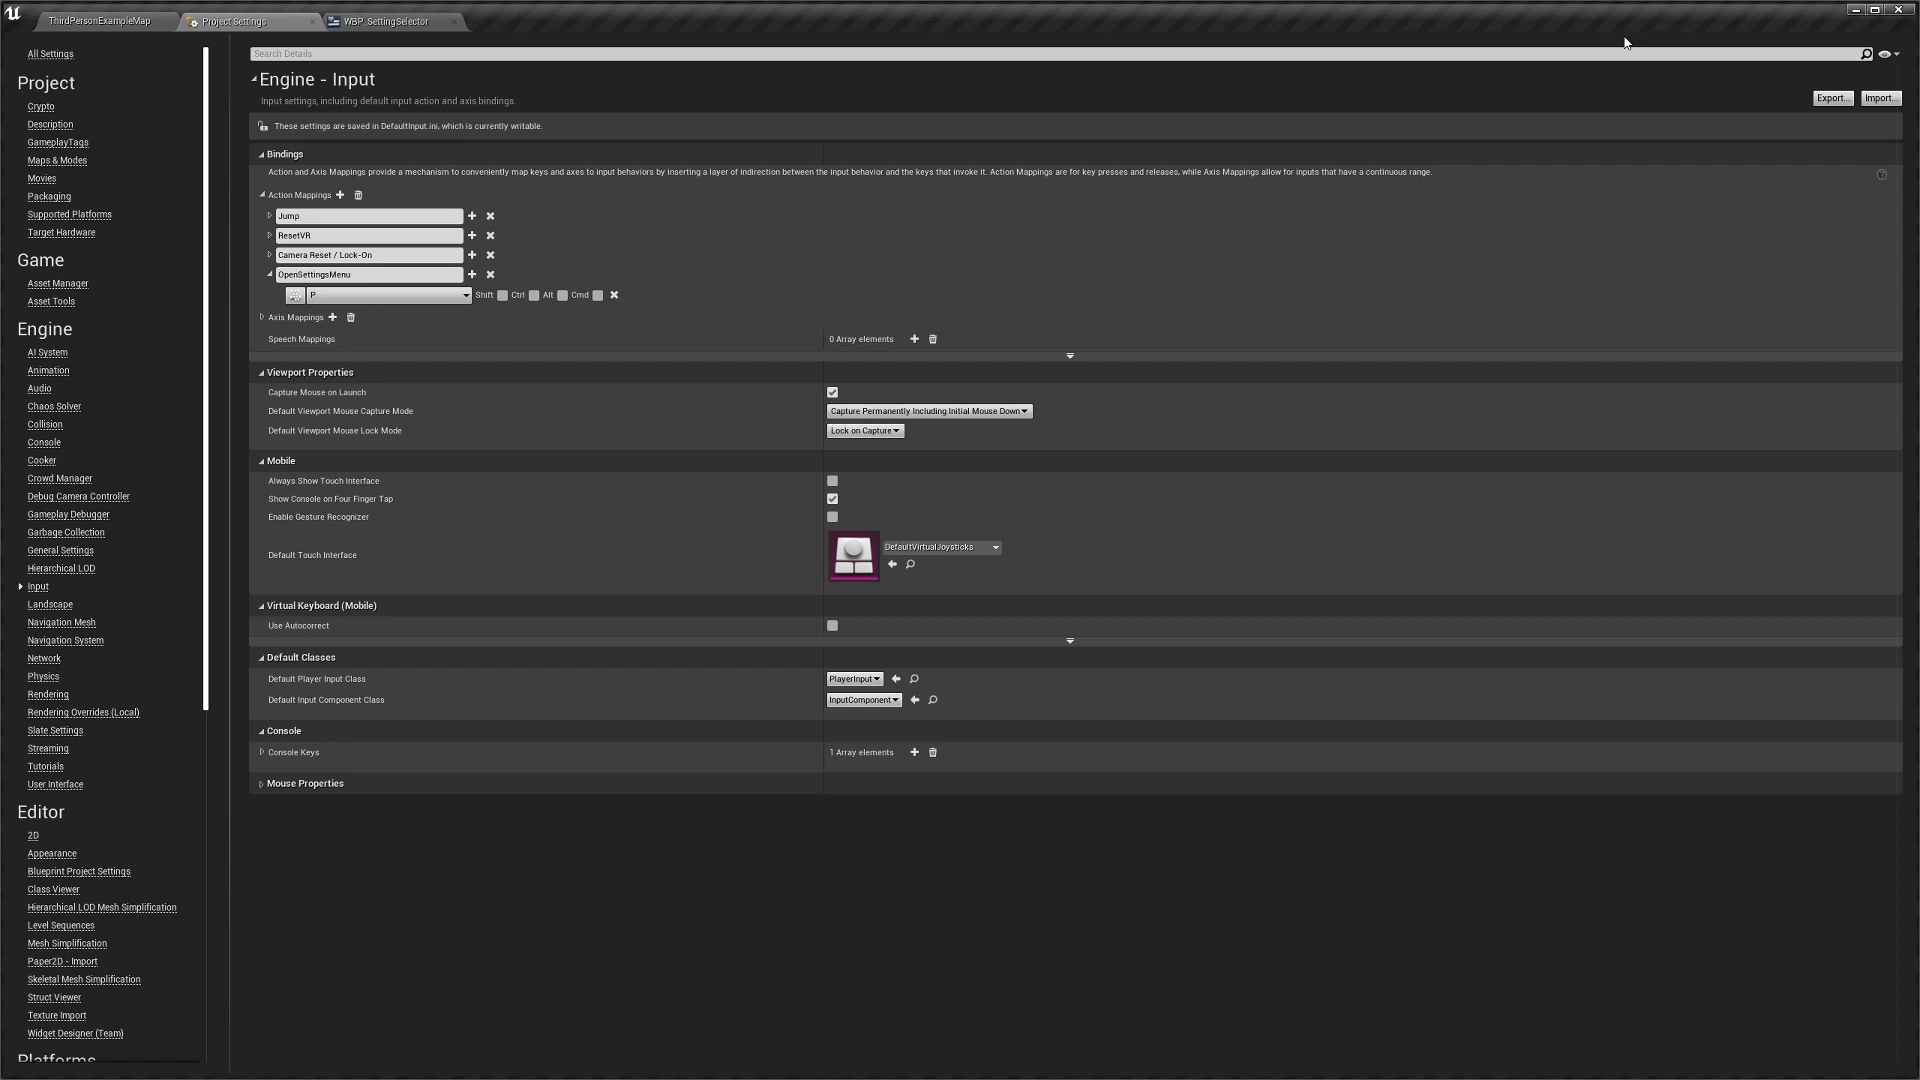 ThirdPersonExampleMap
Project Settings
WBP_SettingSelector
All Settings
Project
Crypto
Description
GameplayTags
Maps & Modes
Movies
Packaging
Supported Platforms
Target Hardware
Game
Asset Manager
Asset Tools
Engine
AI System
Animation
Audio
Chaos Solver
Collision
Console
Cooker
Crowd Manager
Debug Camera Controller
Gameplay Debugger
Garbage Collection
General Settings
Hierarchical LOD
Input
Landscape
Navigation Mesh
Navigation System
Network
Physics
Rendering
Rendering Overrides (Local)
Slate Settings
Streaming
Tutorials
User Interface
Editor
2D
Appearance
Blueprint Project Settings
Class Viewer
Hierarchical LOD Mesh Simplification
Level Sequences
Mesh Simplification
Paper2D - Import
Skeletal Mesh Simplification
Struct Viewer
Texture Import
Widget Designer (Team)
Platforms
Search Details
Engine - Input
Input settings, including default input action and axis bindings.
Export...
Import...
These settings are saved in DefaultInput.ini, which is currently writable.
Bindings
Action and Axis Mappings provide a mechanism to conveniently map keys and axes to input behaviors by inserting a layer of indirection between the input behavior and the keys that invoke it. Action Mappings are for key presses and releases, while Axis Mappings allow for inputs that have a continuous range.
Action Mappings
Jump
ResetVR
Camera Reset / Lock-On
OpenSettingsMenu
P Shift Ctrl Alt Cmd
Axis Mappings
Speech Mappings 0 Array elements
Viewport Properties
Capture Mouse on Launch
Default Viewport Mouse Capture Mode Capture Permanently Including Initial Mouse Down
Default Viewport Mouse Lock Mode Lock on Capture
Mobile
Always Show Touch Interface
Show Console on Four Finger Tap
Enable Gesture Recognizer
Default Touch Interface DefaultVirtualJoysticks
Virtual Keyboard (Mobile)
Use Autocorrect
Default Classes
Default Player Input Class PlayerInput
Default Input Component Class InputComponent
Console
Console Keys 1 Array elements
Mouse Properties